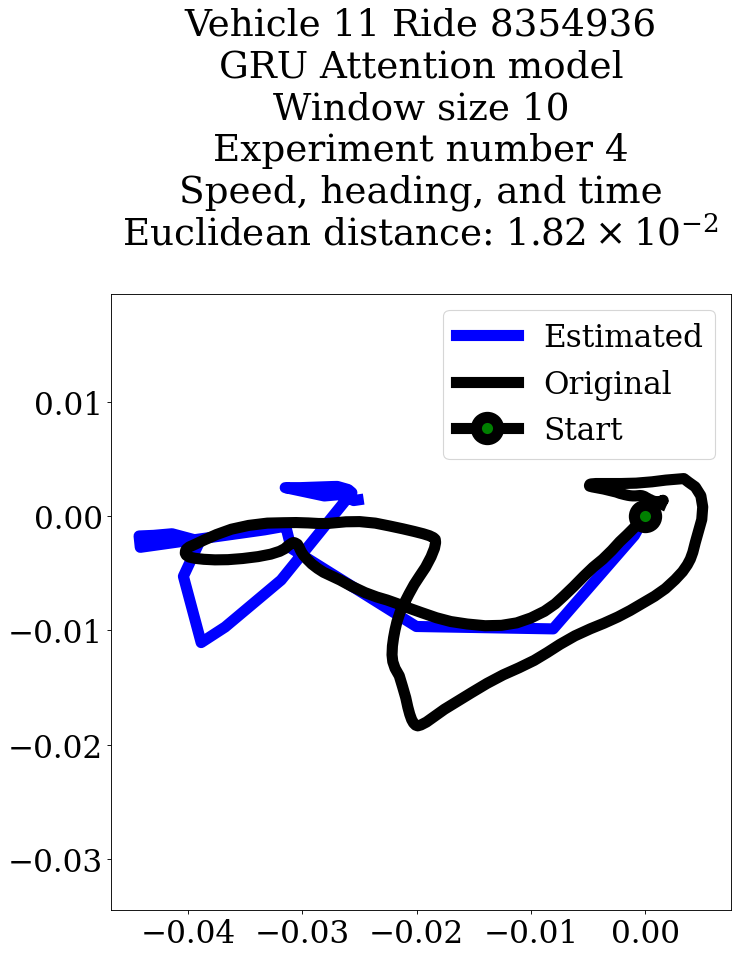 Vehicle 11 Ride 8354936
GRU Attention model
Window size 10
Experiment number 4
Speed, heading, and time
Euclidean distance: 1.82 × 10⁻²
Estimated
Original
Start
0.01
0.00
−0.01
−0.02
−0.03
−0.04 −0.03 −0.02 −0.01 0.00